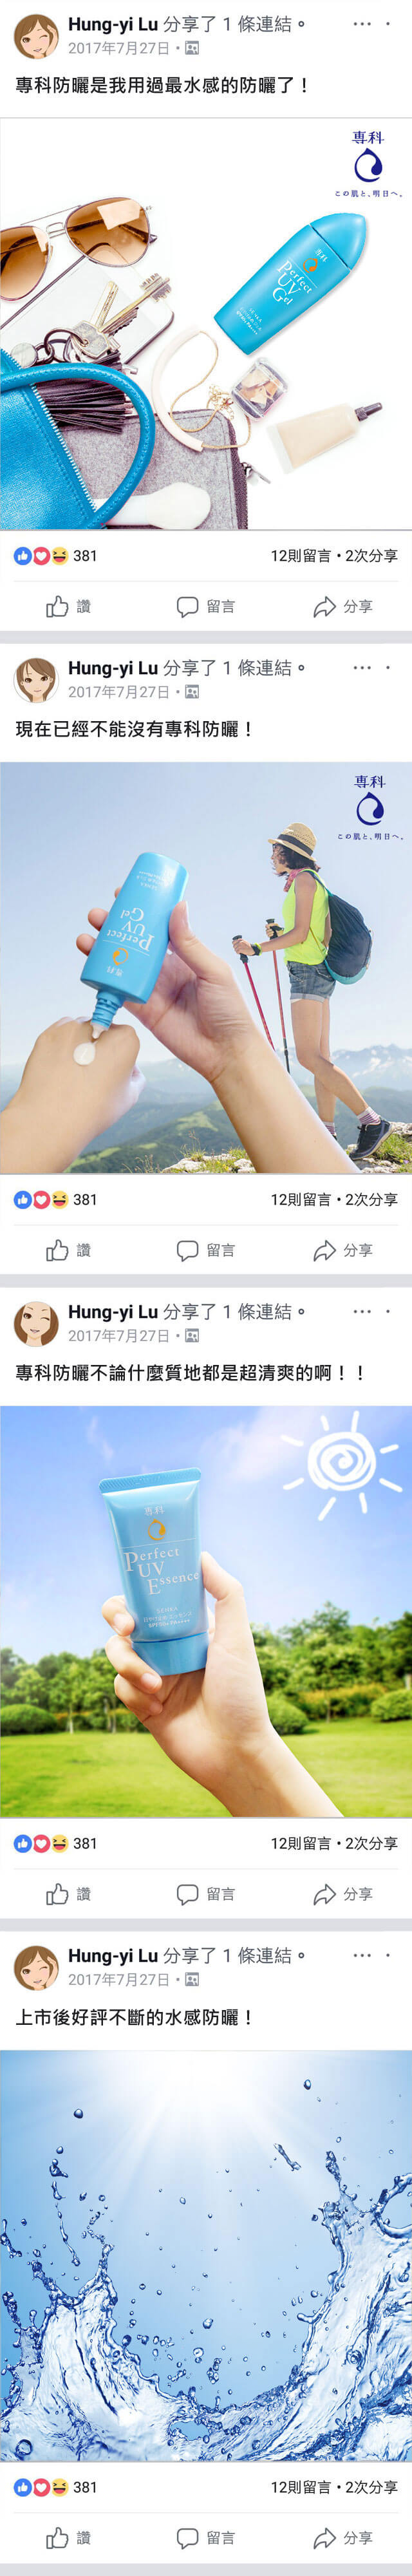 Hung-yi Lu 分享了 1 條連結。
2017年7月27日
專科防曬是我用過最水感的防曬了！
専科
この肌と、明日へ。
専科
Perfect
UV
Gel
381
12則留言・2次分享
讚 留言 分享
Hung-yi Lu 分享了 1 條連結。
2017年7月27日
現在已經不能沒有專科防曬！
専科
この肌と、明日へ。
Perfect
UV
Gel
専科
381
12則留言・2次分享
讚 留言 分享
Hung-yi Lu 分享了 1 條連結。
2017年7月27日
專科防曬不論什麼質地都是超清爽的啊！！
専科
Perfect
UV
Essence
SENKA
381
12則留言・2次分享
讚 留言 分享
Hung-yi Lu 分享了 1 條連結。
2017年7月27日
上市後好評不斷的水感防曬！
381
12則留言・2次分享
讚 留言 分享